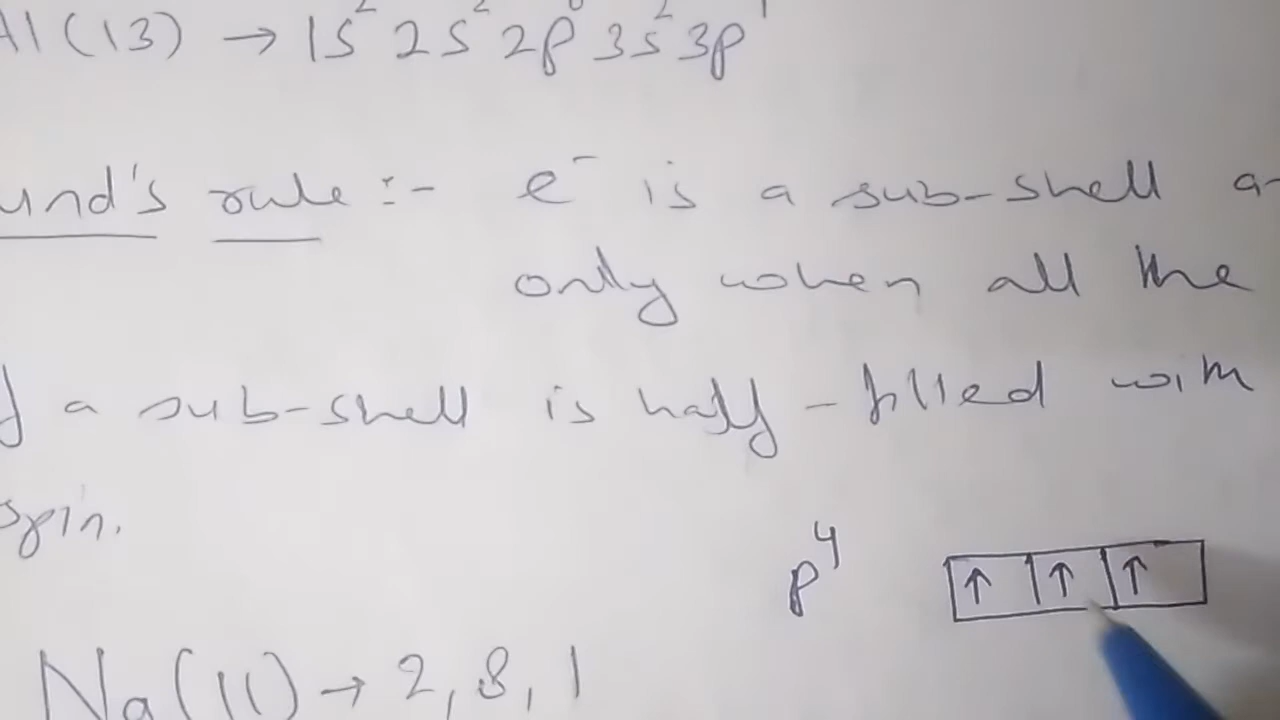 Al(13) → 1s² 2s² 2p⁶ 3s² 3p¹
und's rule :- e⁻ is a sub-shell a
only when all the
f a sub-shell is half-filled with
spin.
p⁴ ↑ ↑ ↑
Na(11) → 2, 8, 1